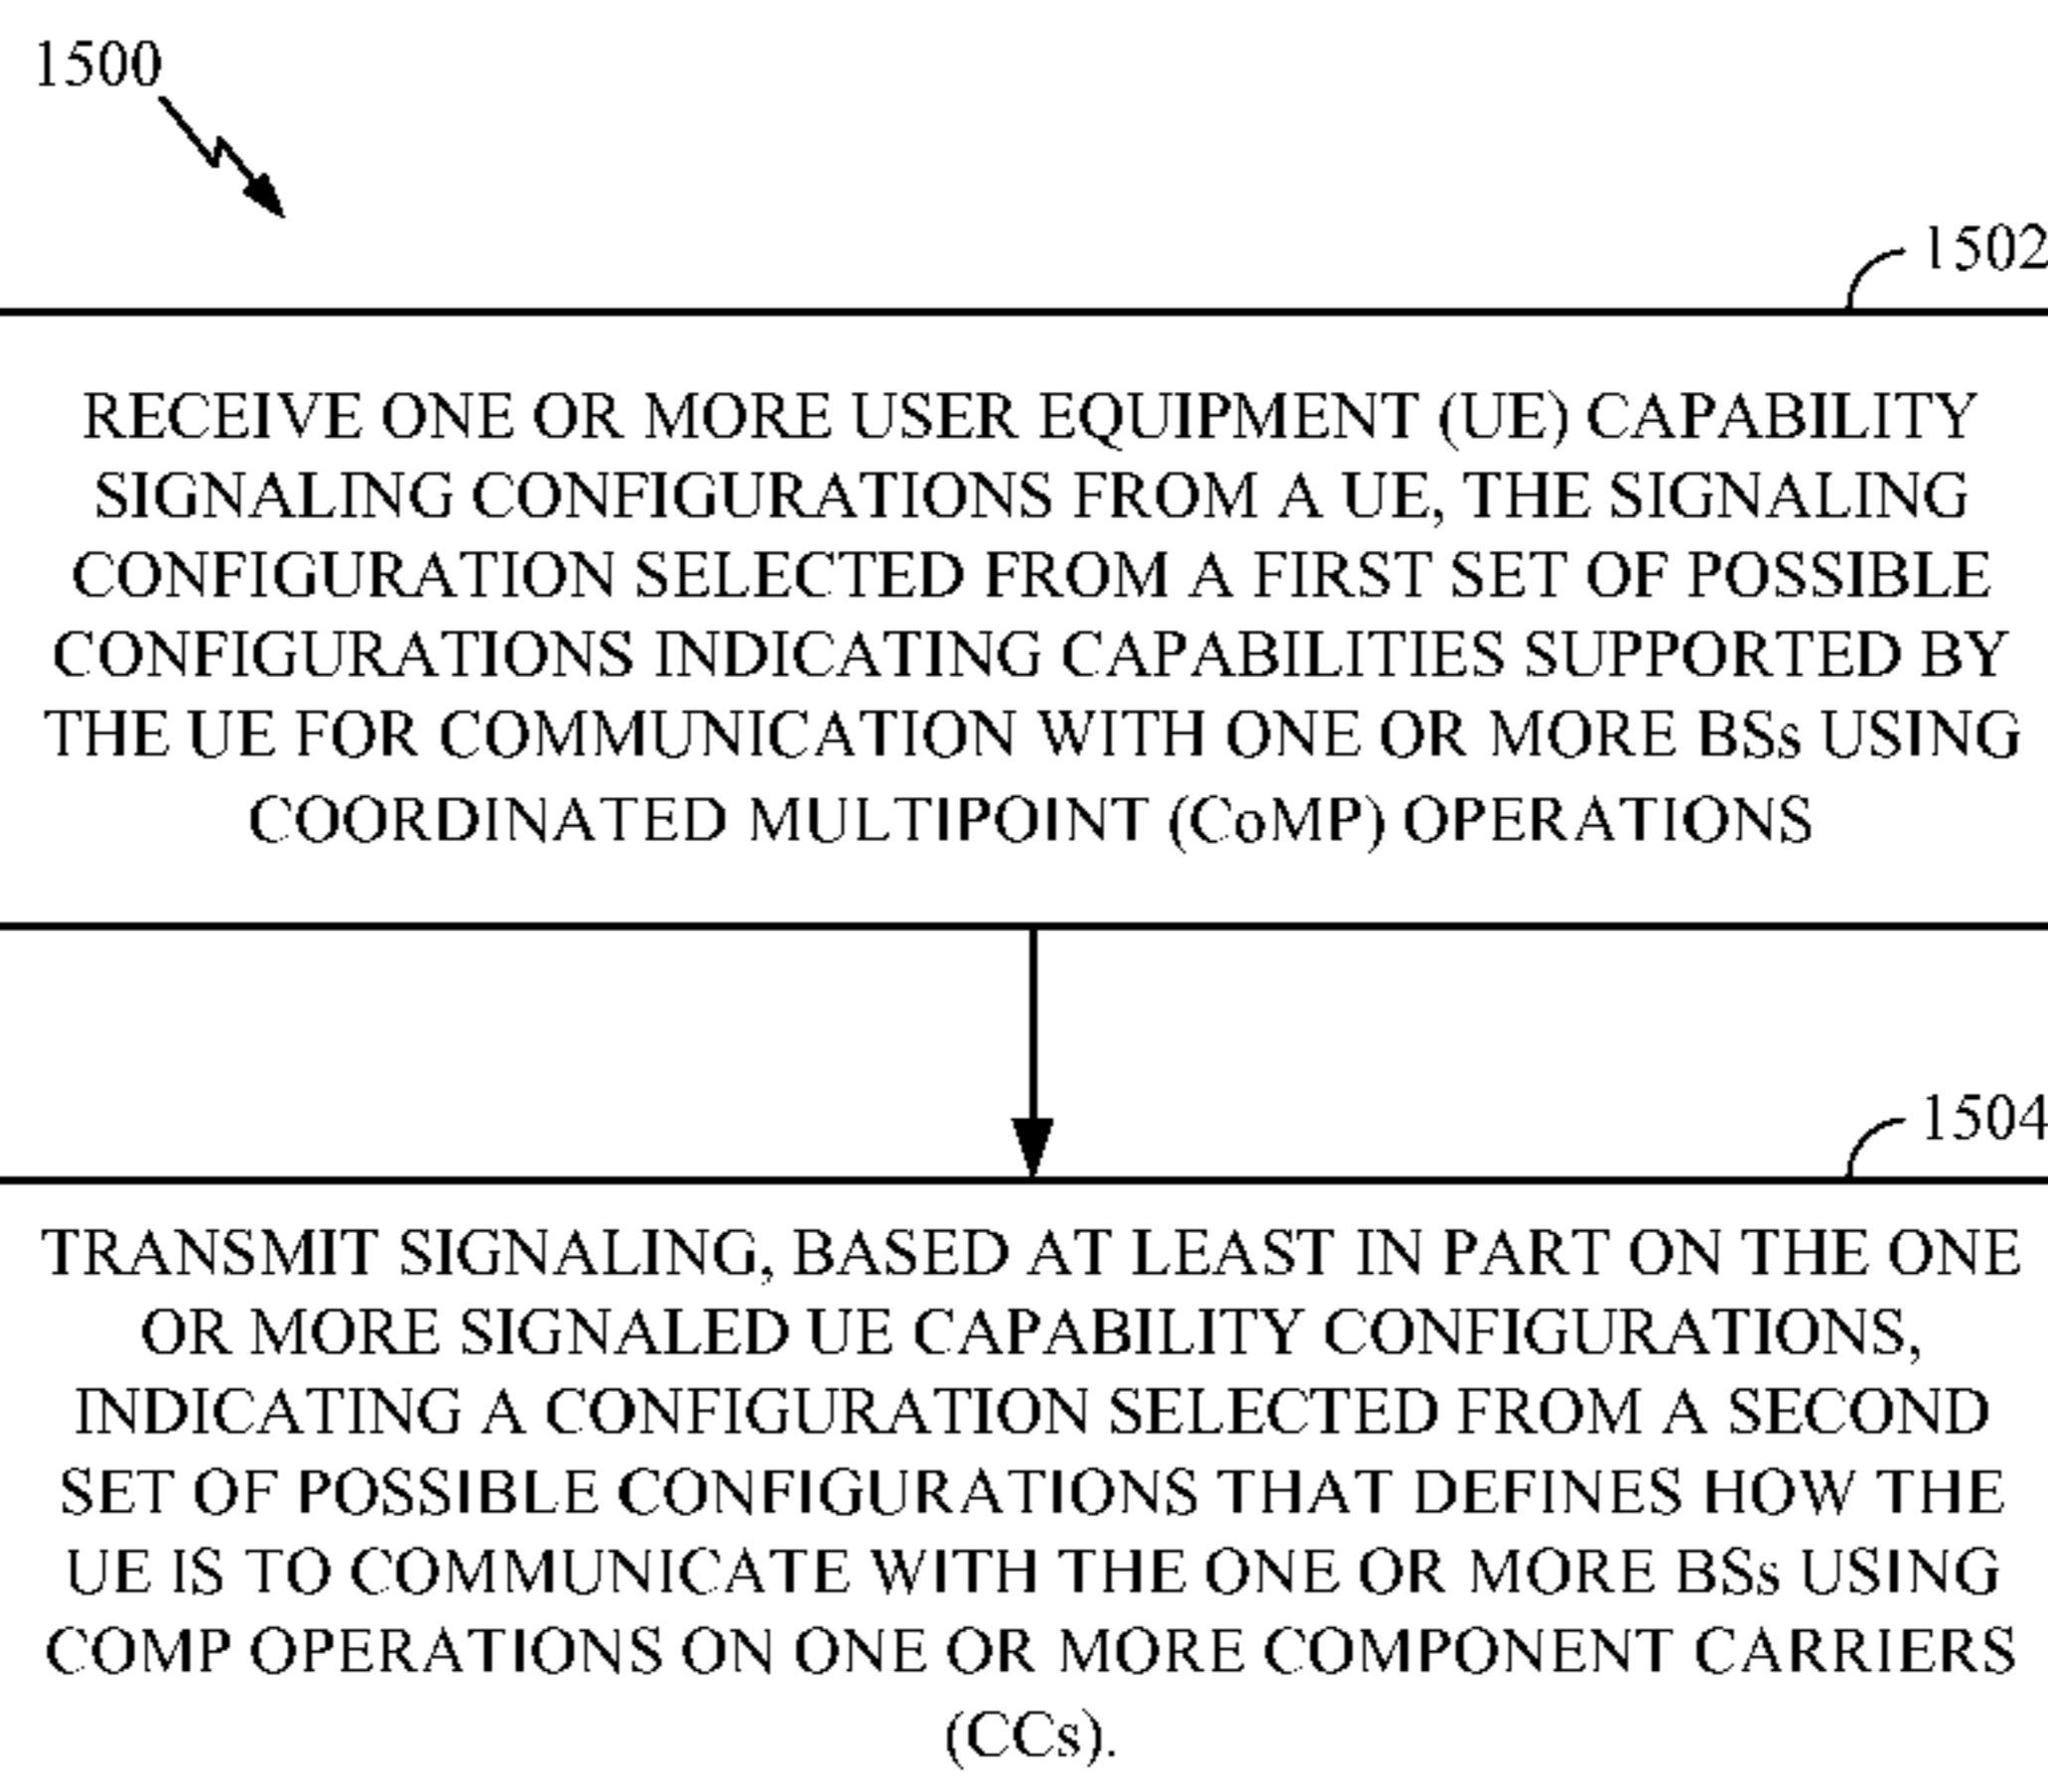 1500
1502
RECEIVE ONE OR MORE USER EQUIPMENT (UE) CAPABILITY
SIGNALING CONFIGURATIONS FROM A UE, THE SIGNALING
CONFIGURATION SELECTED FROM A FIRST SET OF POSSIBLE
CONFIGURATIONS INDICATING CAPABILITIES SUPPORTED BY
THE UE FOR COMMUNICATION WITH ONE OR MORE BSs USING
COORDINATED MULTIPOINT (CoMP) OPERATIONS
1504
TRANSMIT SIGNALING, BASED AT LEAST IN PART ON THE ONE
OR MORE SIGNALED UE CAPABILITY CONFIGURATIONS,
INDICATING A CONFIGURATION SELECTED FROM A SECOND
SET OF POSSIBLE CONFIGURATIONS THAT DEFINES HOW THE
UE IS TO COMMUNICATE WITH THE ONE OR MORE BSs USING
COMP OPERATIONS ON ONE OR MORE COMPONENT CARRIERS
(CCs).